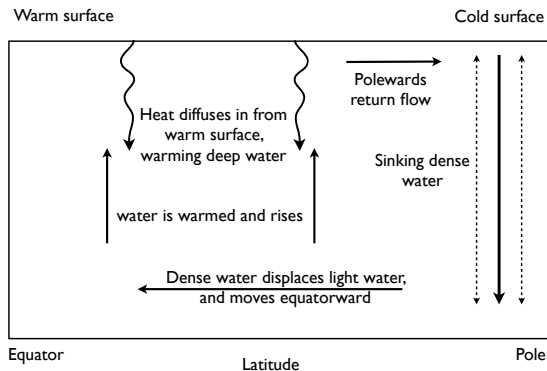 Warm surface
Cold surface
Polewards
return flow
Heat diffuses in from
warm surface,
warming deep water
Sinking dense
water
water is warmed and rises
Dense water displaces light water,
and moves equatorward
Equator
Latitude
Pole